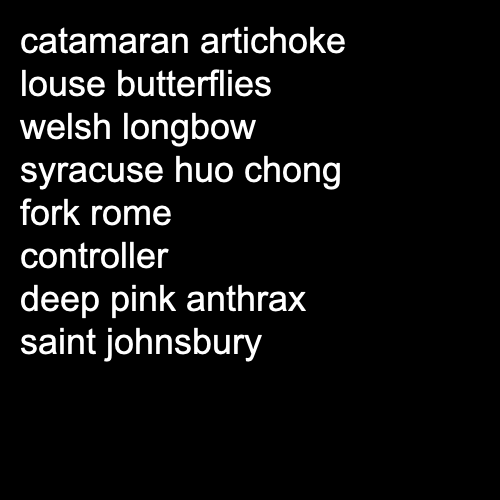 catamaran artichoke
louse butterflies
welsh longbow
syracuse huo chong
fork rome
controller
deep pink anthrax
saint johnsbury